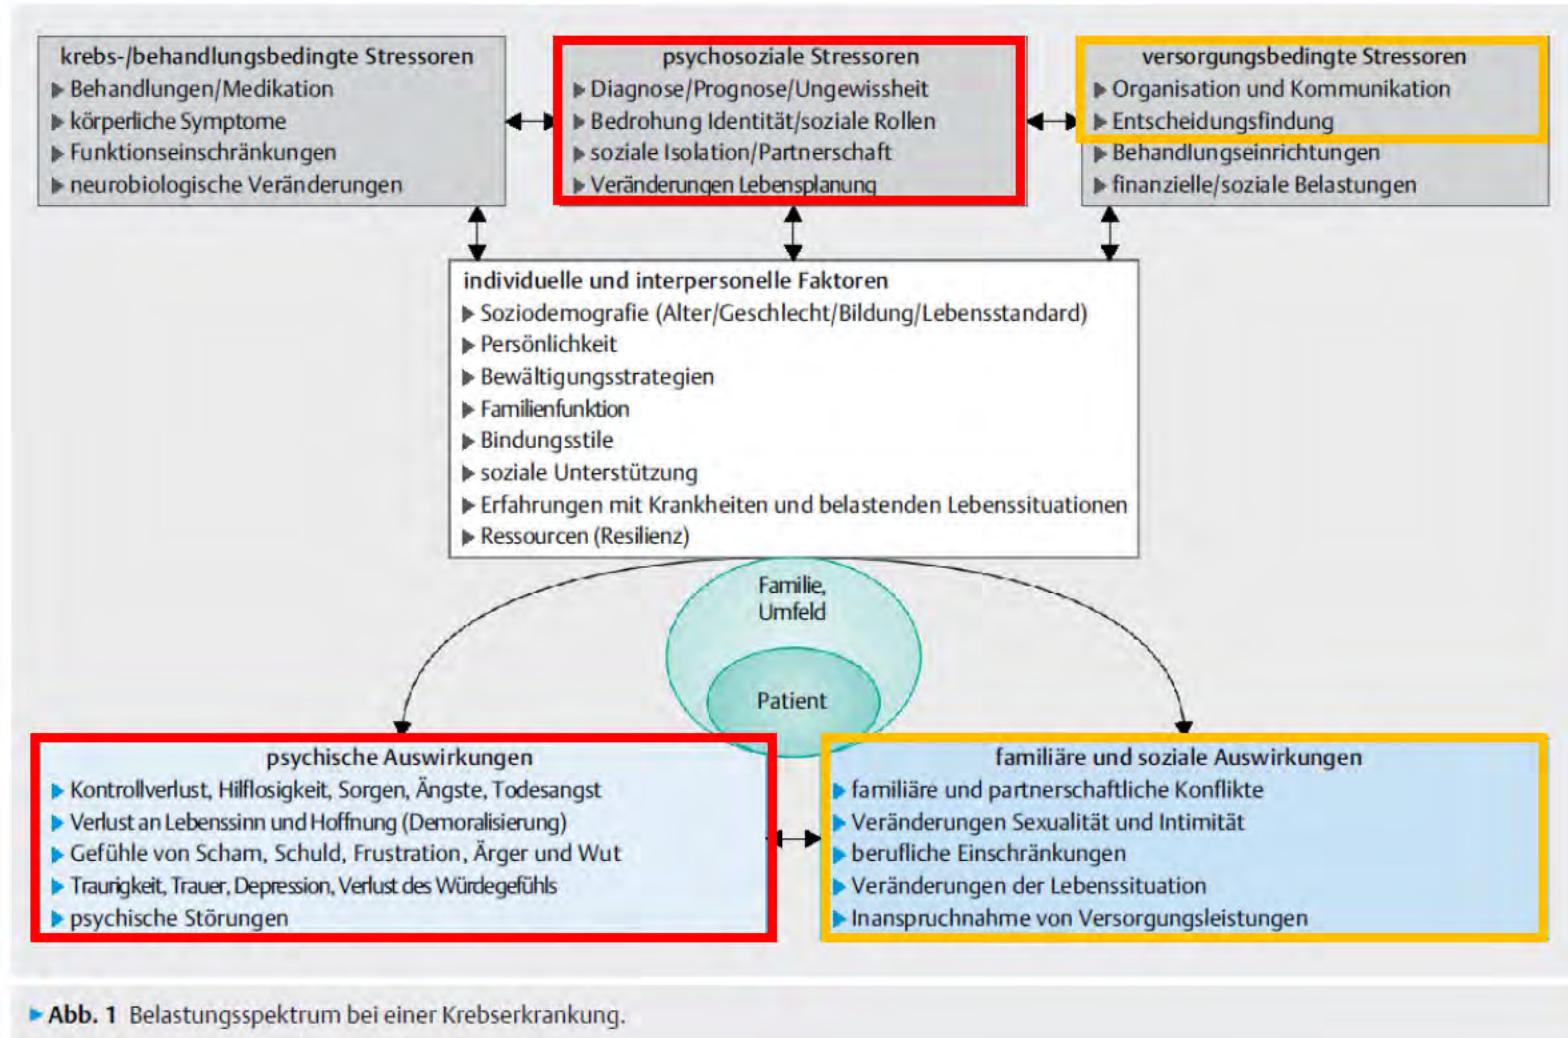 krebs-/behandlungsbedingte Stressoren
▶ Behandlungen/Medikation
▶ körperliche Symptome
▶ Funktionseinschränkungen
▶ neurobiologische Veränderungen
psychosoziale Stressoren
▶ Diagnose/Prognose/Ungewissheit
▶ Bedrohung Identität/soziale Rollen
▶ soziale Isolation/Partnerschaft
▶ Veränderungen Lebensplanung
versorgungsbedingte Stressoren
▶ Organisation und Kommunikation
▶ Entscheidungsfindung
▶ Behandlungseinrichtungen
▶ finanzielle/soziale Belastungen
individuelle und interpersonelle Faktoren
▶ Soziodemografie (Alter/Geschlecht/Bildung/Lebensstandard)
▶ Persönlichkeit
▶ Bewältigungsstrategien
▶ Familienfunktion
▶ Bindungsstile
▶ soziale Unterstützung
▶ Erfahrungen mit Krankheiten und belastenden Lebenssituationen
▶ Ressourcen (Resilienz)
Familie,
Umfeld
Patient
psychische Auswirkungen
▶ Kontrollverlust, Hilflosigkeit, Sorgen, Ängste, Todesangst
▶ Verlust an Lebenssinn und Hoffnung (Demoralisierung)
▶ Gefühle von Scham, Schuld, Frustration, Ärger und Wut
▶ Traurigkeit, Trauer, Depression, Verlust des Würdegefühls
▶ psychische Störungen
familiäre und soziale Auswirkungen
▶ familiäre und partnerschaftliche Konflikte
▶ Veränderungen Sexualität und Intimität
▶ berufliche Einschränkungen
▶ Veränderungen der Lebenssituation
▶ Inanspruchnahme von Versorgungsleistungen
▶ Abb. 1 Belastungsspektrum bei einer Krebserkrankung.